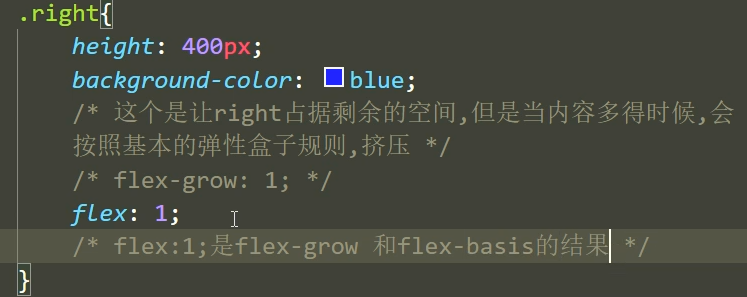 .right{
height: 400px;
background-color: blue;
/* 这个是让right占据剩余的空间,但是当内容多得时候,会
按照基本的弹性盒子规则,挤压 */
/* flex-grow: 1; */
flex: 1;
/* flex:1;是flex-grow 和flex-basis的结果 */
}